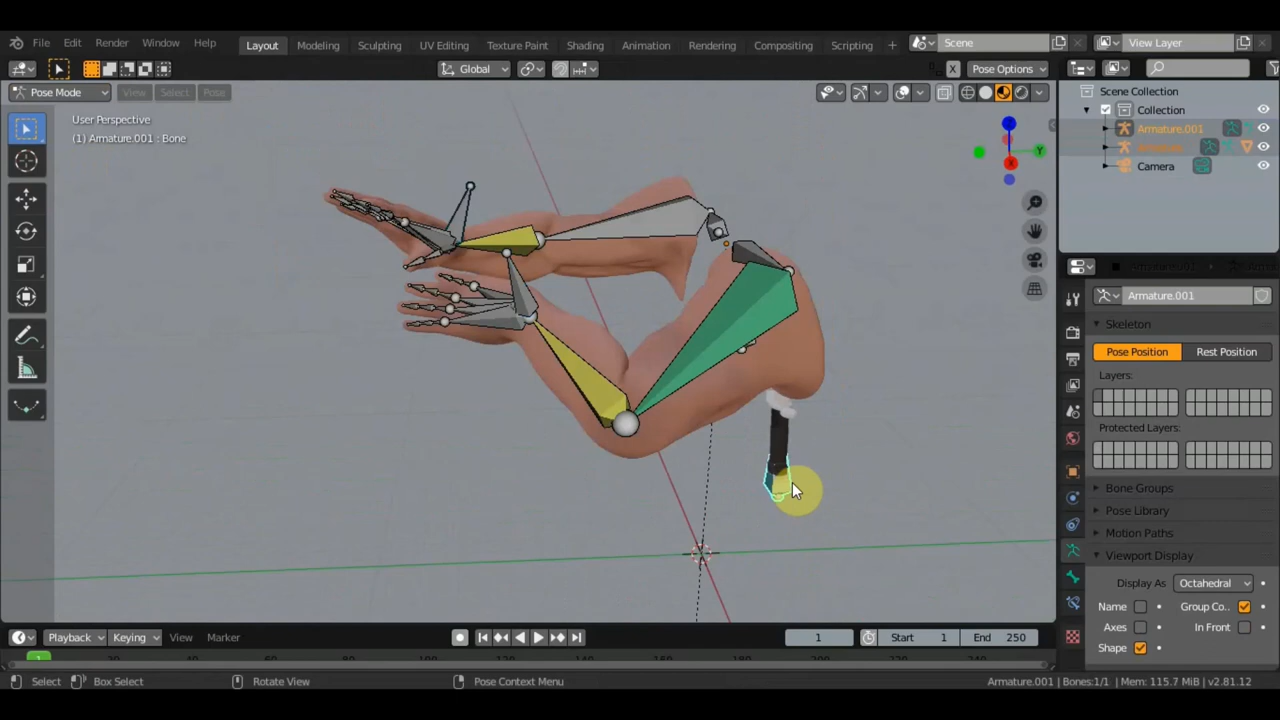 File Edit Render Window Help Layout Modeling Sculpting UV Editing Texture Paint Shading Animation Rendering Compositing Scripting + Scene View Layer
Global X Pose Options
Pose Mode View Select Pose
User Perspective
(1) Armature.001 : Bone
Z
Y
X
Scene Collection
Collection
Armature.001
Camera
Armature.001
Skeleton
Pose Position Rest Position
Layers:
Protected Layers:
Bone Groups
Pose Library
Motion Paths
Viewport Display
Display As Octahedral
Name Group Co..
Axes In Front
Shape
Playback Keying View Marker 1 Start 1 End 250
1
Select Box Select Rotate View Pose Context Menu Armature.001 | Bones:1/1 | Mem: 115.7 MiB | v2.81.12